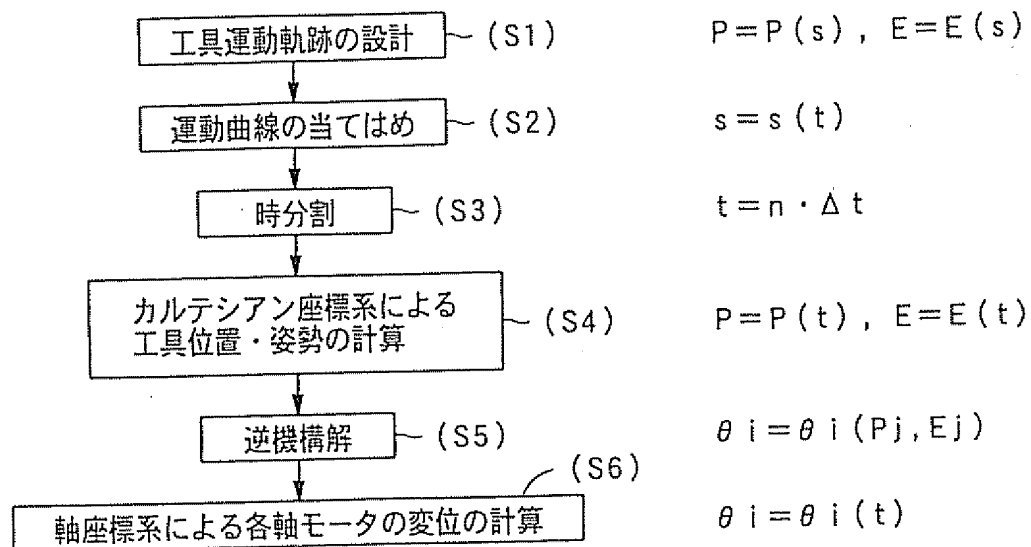 工具運動軌跡の設計 (S1) P=P(s), E=E(s)
運動曲線の当てはめ (S2) s=s(t)
時分割 (S3) t=n・Δt
カルテシアン座標系による
工具位置・姿勢の計算 (S4) P=P(t), E=E(t)
逆機構解 (S5) θi=θi(Pj,Ej)
(S6)
軸座標系による各軸モータの変位の計算 θi=θi(t)